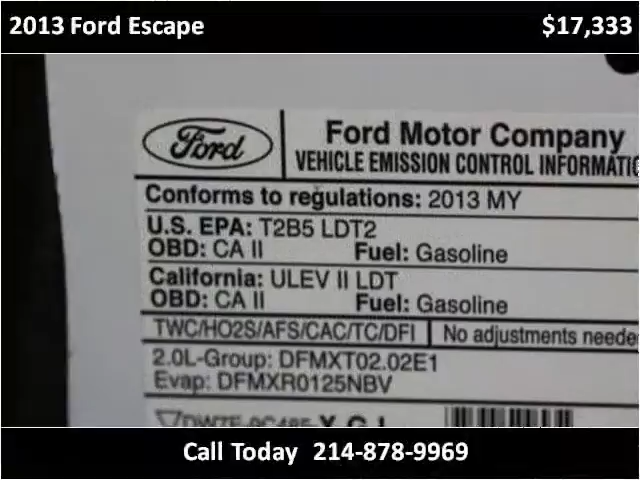 2013 Ford Escape $17,333
Ford
Ford Motor Company
VEHICLE EMISSION CONTROL INFORMATIO
Conforms to regulations: 2013 MY
U.S. EPA: T2B5 LDT2
OBD: CA II Fuel: Gasoline
California: ULEV II LDT
OBD: CA II Fuel: Gasoline
TWC/HO2S/AFS/CAC/TC/DFI No adjustments neede
2.0L-Group: DFMXT02.02E1
Evap: DFMXR0125NBV
Call Today 214-878-9969